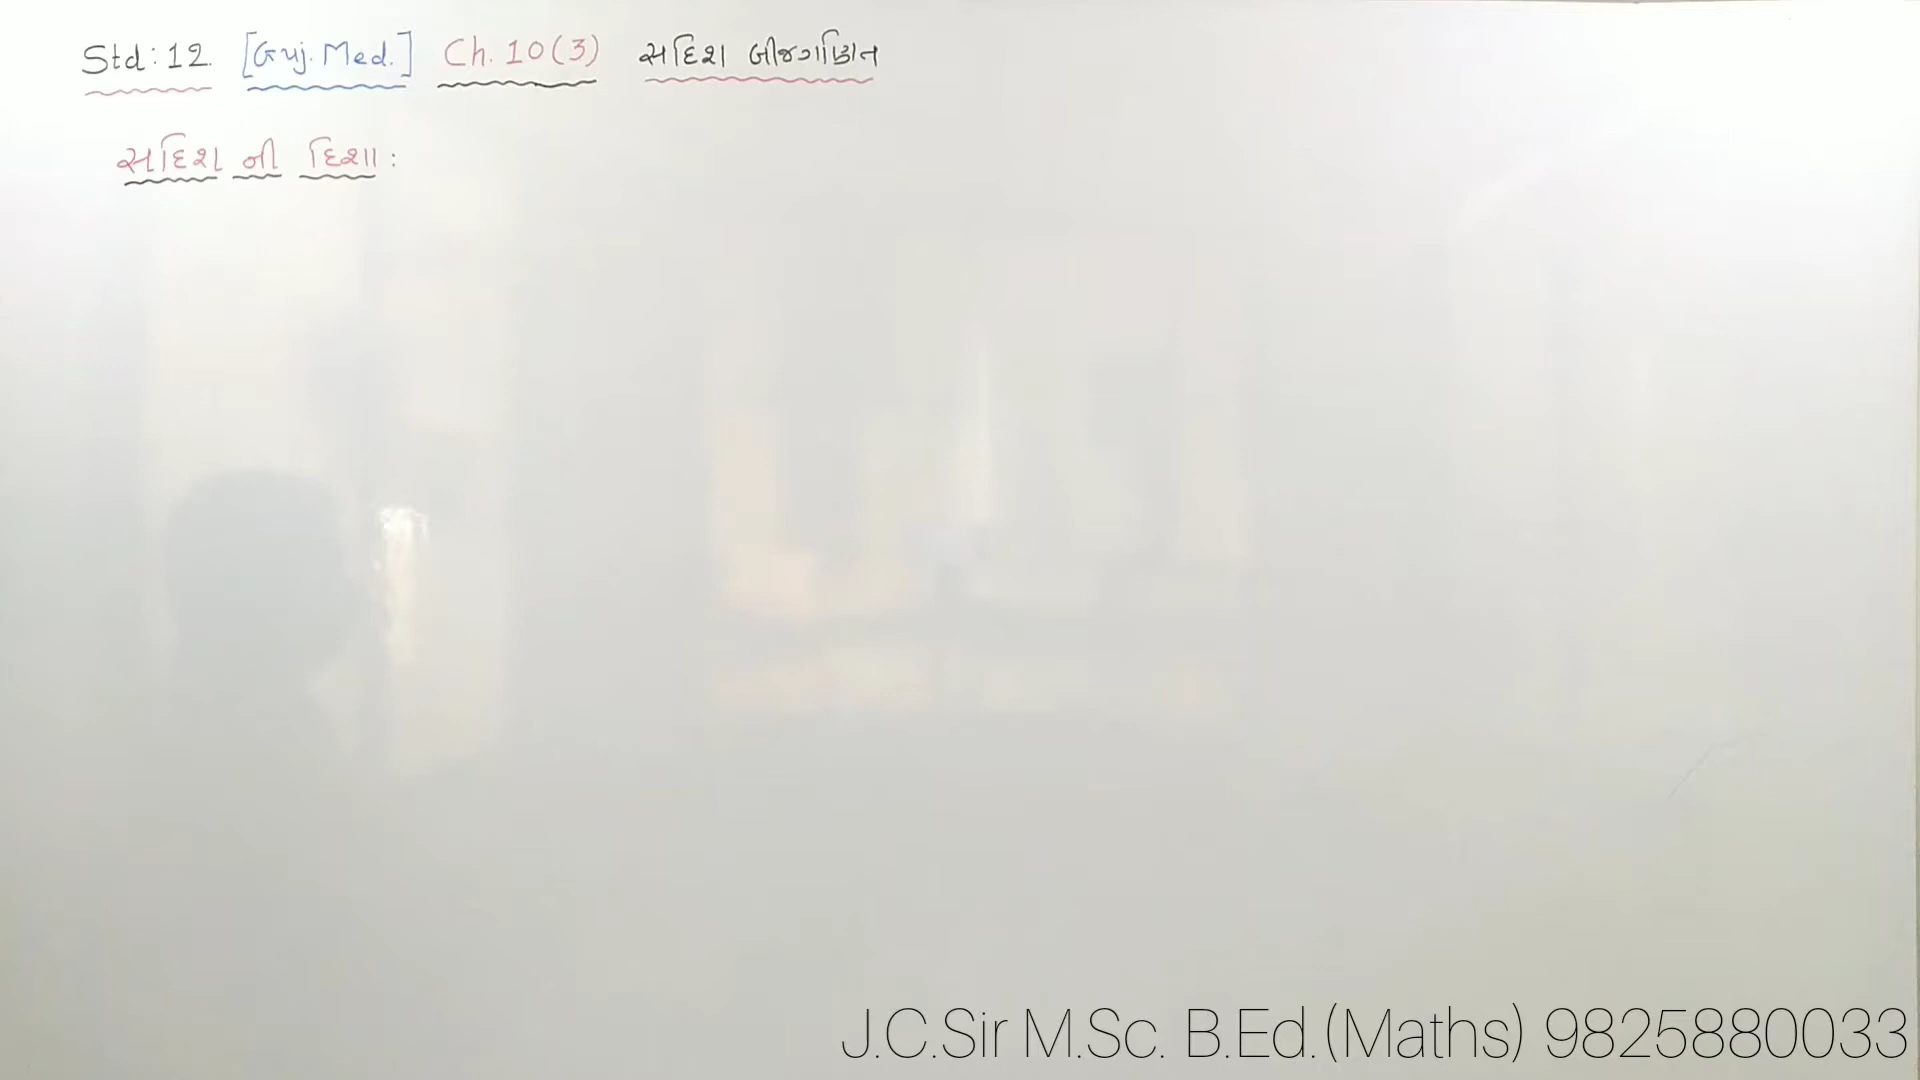 Std : 12. [Guj. Med.] Ch. 10 (3) સદિશ બીજગણિત
સદિશ ની દિશા :
J.C.Sir M.Sc. B.Ed.(Maths) 9825880033